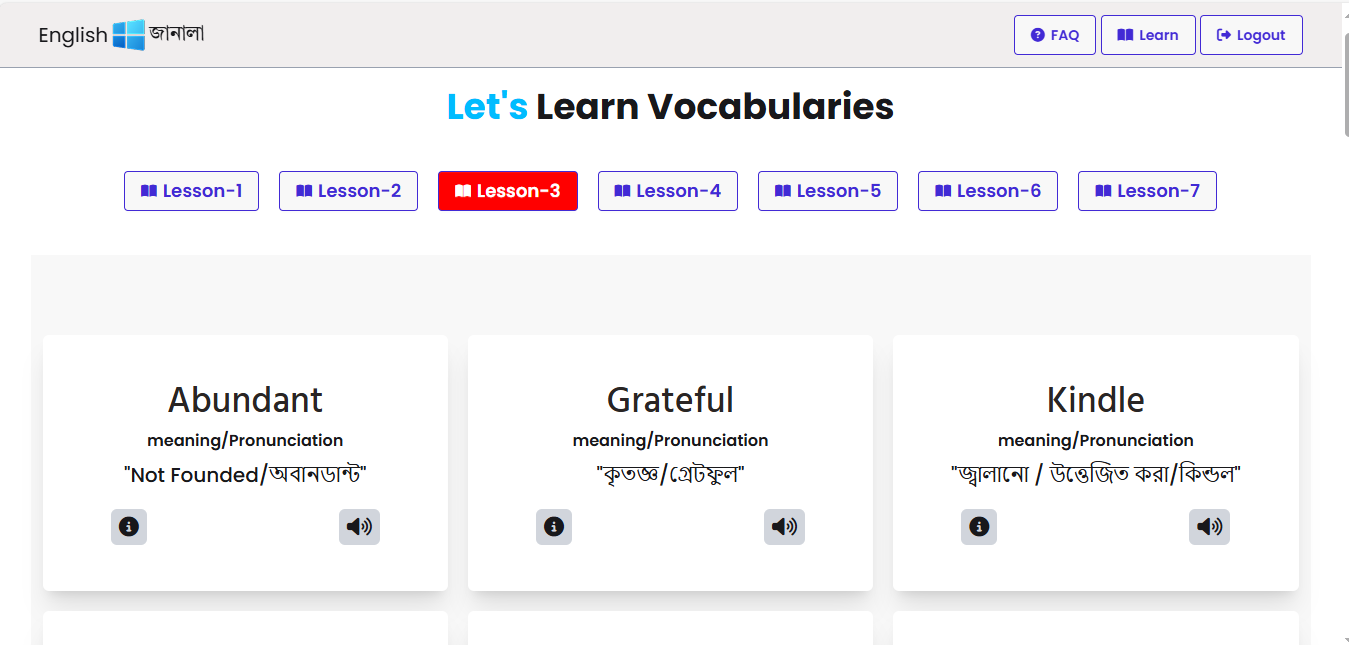 English জানালা
FAQ
Learn
Logout
Let's Learn Vocabularies
Lesson-1
Lesson-2
Lesson-3
Lesson-4
Lesson-5
Lesson-6
Lesson-7
Abundant
meaning/Pronunciation
"Not Founded/অবানডান্ট"
Grateful
meaning/Pronunciation
"কৃতজ্ঞ/গ্রেটফুল"
Kindle
meaning/Pronunciation
"জ্বালানো / উত্তেজিত করা/কিন্ডল"